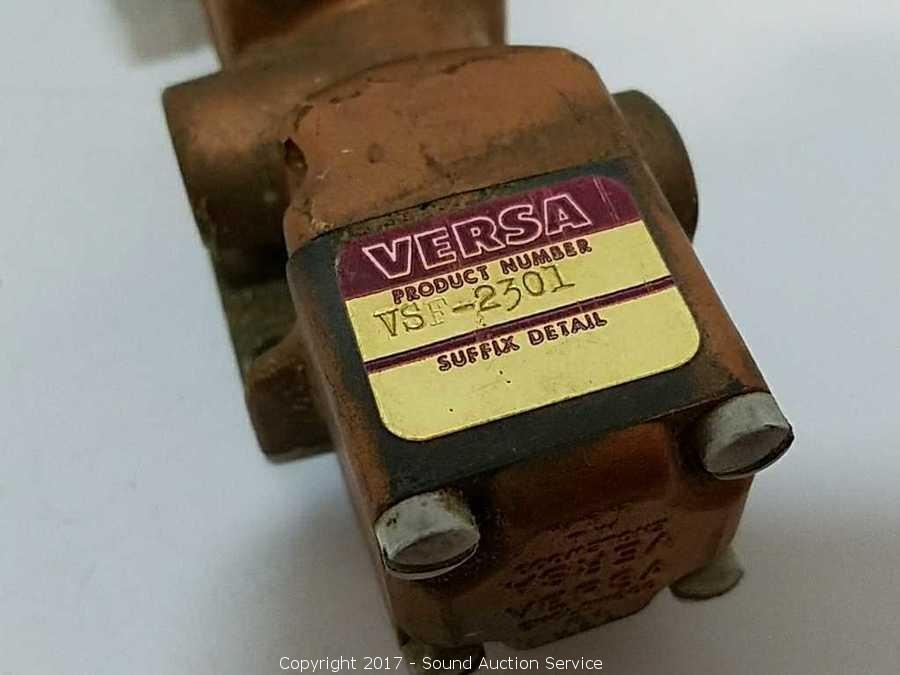 VERSA
PRODUCT NUMBER
VSF-2301
SUFFIX DETAIL
Copyright 2017 - Sound Auction Service